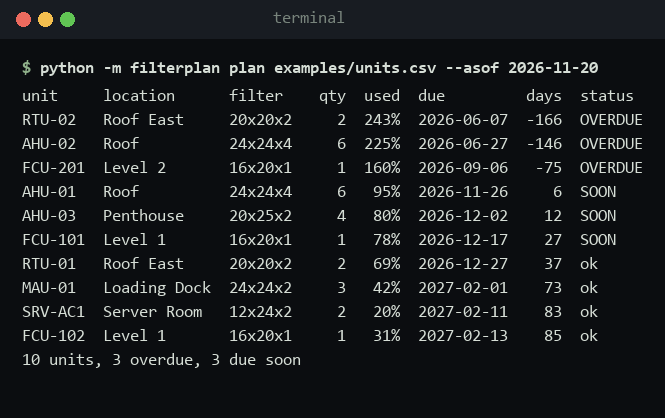 terminal
$ python -m filterplan plan examples/units.csv --asof 2026-11-20
unit     location      filter    qty  used  due         days  status
RTU-02   Roof East     20x20x2     2  243%  2026-06-07  -166  OVERDUE
AHU-02   Roof          24x24x4     6  225%  2026-06-27  -146  OVERDUE
FCU-201  Level 2       16x20x1     1  160%  2026-09-06   -75  OVERDUE
AHU-01   Roof          24x24x4     6   95%  2026-11-26     6  SOON
AHU-03   Penthouse     20x25x2     4   80%  2026-12-02    12  SOON
FCU-101  Level 1       16x20x1     1   78%  2026-12-17    27  SOON
RTU-01   Roof East     20x20x2     2   69%  2026-12-27    37  ok
MAU-01   Loading Dock  24x24x2     3   42%  2027-02-01    73  ok
SRV-AC1  Server Room   12x24x2     2   20%  2027-02-11    83  ok
FCU-102  Level 1       16x20x1     1   31%  2027-02-13    85  ok
10 units, 3 overdue, 3 due soon